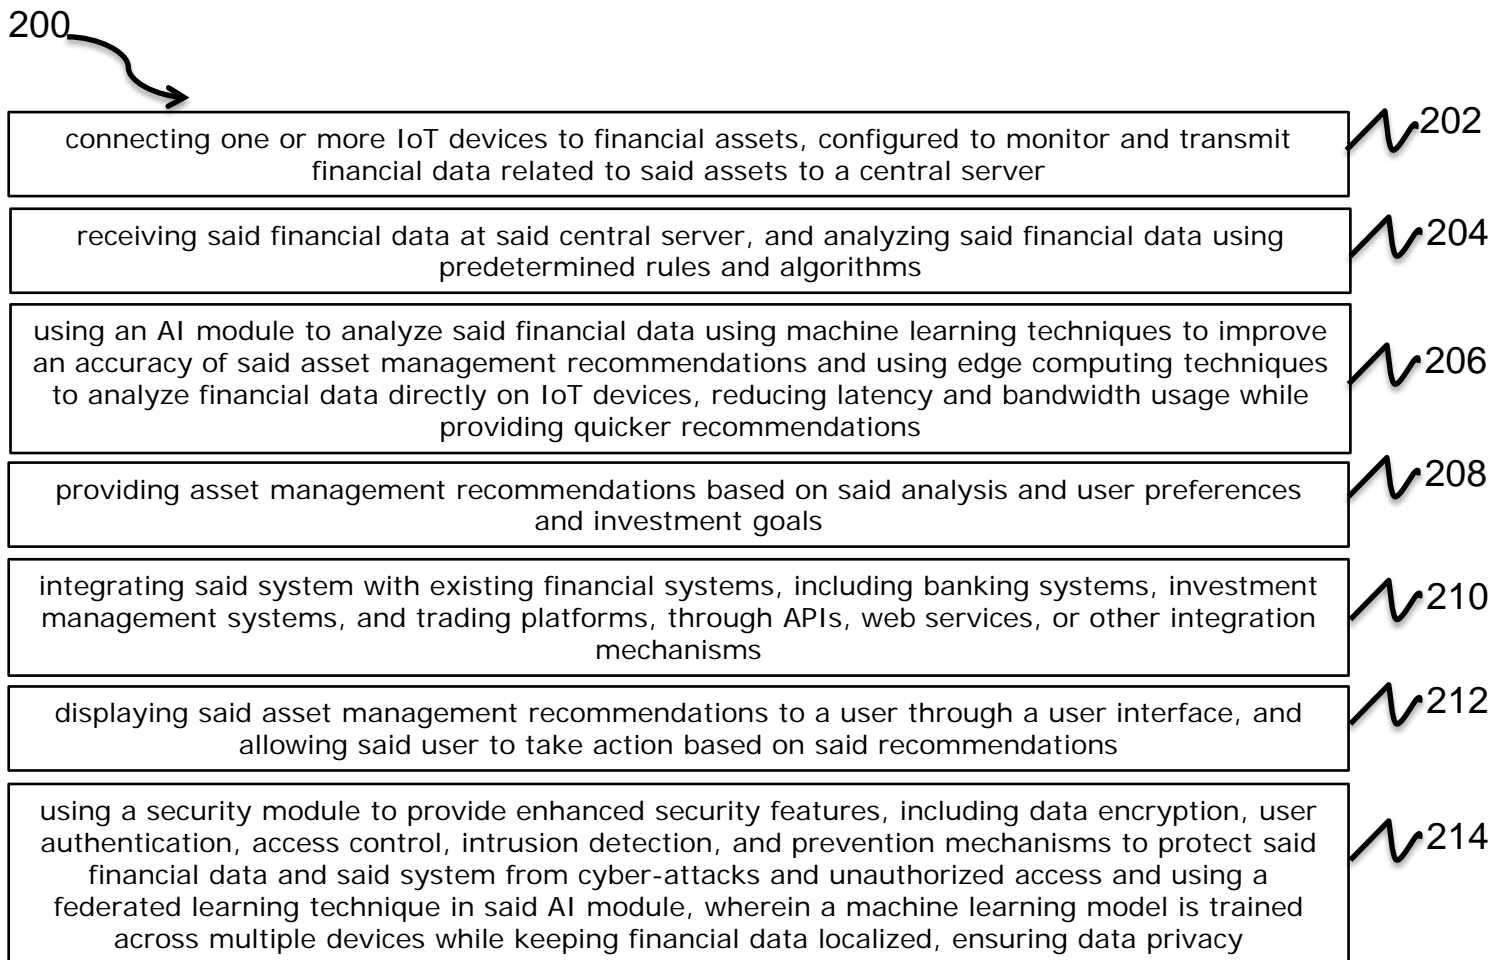 200
connecting one or more IoT devices to financial assets, configured to monitor and transmit
financial data related to said assets to a central server
202
receiving said financial data at said central server, and analyzing said financial data using
predetermined rules and algorithms
204
using an AI module to analyze said financial data using machine learning techniques to improve
an accuracy of said asset management recommendations and using edge computing techniques
to analyze financial data directly on IoT devices, reducing latency and bandwidth usage while
providing quicker recommendations
206
providing asset management recommendations based on said analysis and user preferences
and investment goals
208
integrating said system with existing financial systems, including banking systems, investment
management systems, and trading platforms, through APIs, web services, or other integration
mechanisms
210
displaying said asset management recommendations to a user through a user interface, and
allowing said user to take action based on said recommendations
212
using a security module to provide enhanced security features, including data encryption, user
authentication, access control, intrusion detection, and prevention mechanisms to protect said
financial data and said system from cyber-attacks and unauthorized access and using a
federated learning technique in said AI module, wherein a machine learning model is trained
across multiple devices while keeping financial data localized, ensuring data privacy
214